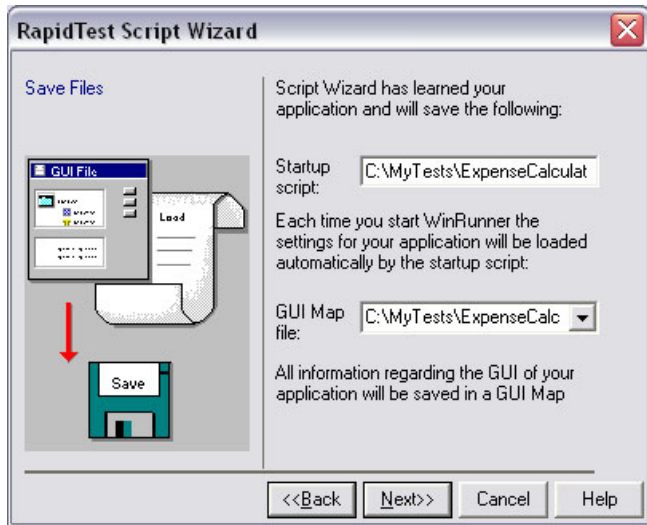 RapidTest Script Wizard
Save Files
Script Wizard has learned your
application and will save the following:
Startup
script:
C:\MyTests\ExpenseCalculat
Each time you start WinRunner the
settings for your application will be loaded
automatically by the startup script:
GUI Map
file:
C:\MyTests\ExpenseCalc
All information regarding the GUI of your
application will be saved in a GUI Map
GUI File
Load
Save
<<Back
Next>>
Cancel
Help